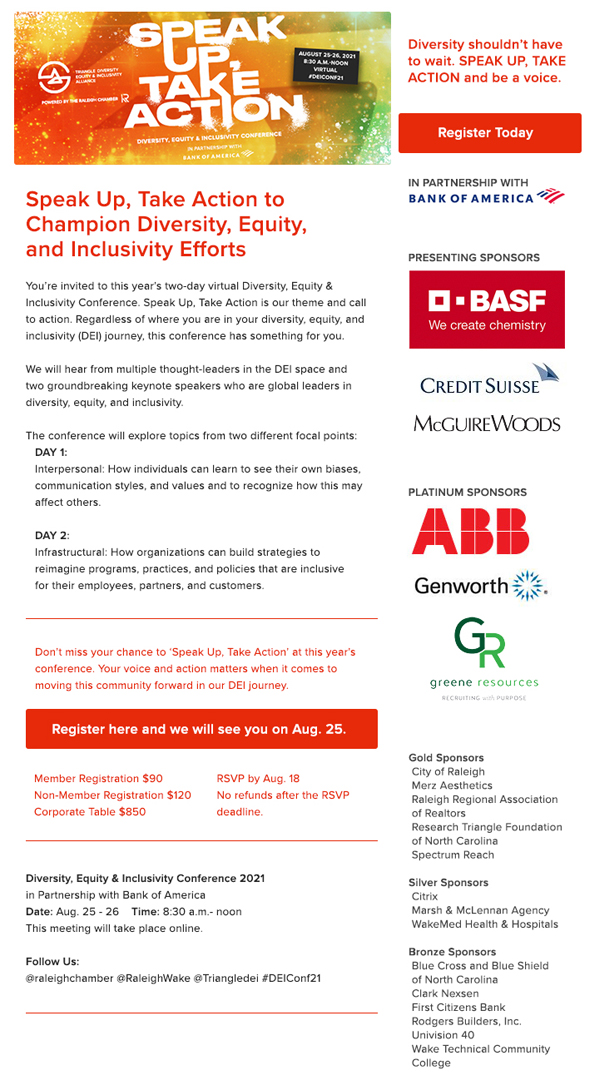 SPEAK
UP,
TAKE
ACTION
TRIANGLE DIVERSITY
EQUITY & INCLUSIVITY
ALLIANCE
POWERED BY THE RALEIGH CHAMBER
AUGUST 25-26, 2021
8:30 A.M.-NOON
VIRTUAL
#DEICONF21
DIVERSITY, EQUITY & INCLUSIVITY CONFERENCE
IN PARTNERSHIP WITH
BANK OF AMERICA
Speak Up, Take Action to
Champion Diversity, Equity,
and Inclusivity Efforts
You're invited to this year's two-day virtual Diversity, Equity &
Inclusivity Conference. Speak Up, Take Action is our theme and call
to action. Regardless of where you are in your diversity, equity, and
inclusivity (DEI) journey, this conference has something for you.
We will hear from multiple thought-leaders in the DEI space and
two groundbreaking keynote speakers who are global leaders in
diversity, equity, and inclusivity.
The conference will explore topics from two different focal points:
DAY 1:
Interpersonal: How individuals can learn to see their own biases,
communication styles, and values and to recognize how this may
affect others.
DAY 2:
Infrastructural: How organizations can build strategies to
reimagine programs, practices, and policies that are inclusive
for their employees, partners, and customers.
Don't miss your chance to 'Speak Up, Take Action' at this year's
conference. Your voice and action matters when it comes to
moving this community forward in our DEI journey.
Register here and we will see you on Aug. 25.
Member Registration $90
Non-Member Registration $120
Corporate Table $850
RSVP by Aug. 18
No refunds after the RSVP
deadline.
Diversity, Equity & Inclusivity Conference 2021
in Partnership with Bank of America
Date: Aug. 25 - 26 Time: 8:30 a.m.- noon
This meeting will take place online.
Follow Us:
@raleighchamber @RaleighWake @Triangledei #DEIConf21
Diversity shouldn't have
to wait. SPEAK UP, TAKE
ACTION and be a voice.
Register Today
IN PARTNERSHIP WITH
BANK OF AMERICA
PRESENTING SPONSORS
BASF
We create chemistry
CREDIT SUISSE
MCGUIREWOODS
PLATINUM SPONSORS
ABB
Genworth
GR
greene resources
RECRUITING with PURPOSE
Gold Sponsors
City of Raleigh
Merz Aesthetics
Raleigh Regional Association
of Realtors
Research Triangle Foundation
of North Carolina
Spectrum Reach
Silver Sponsors
Citrix
Marsh & McLennan Agency
WakeMed Health & Hospitals
Bronze Sponsors
Blue Cross and Blue Shield
of North Carolina
Clark Nexsen
First Citizens Bank
Rodgers Builders, Inc.
Univision 40
Wake Technical Community
College